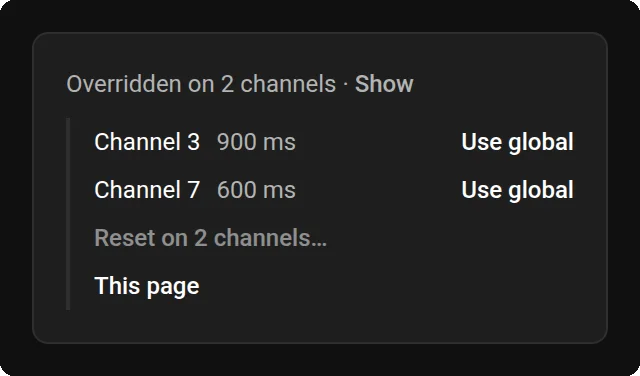 Overridden on 2 channels · Show
Channel 3 900 ms Use global
Channel 7 600 ms Use global
Reset on 2 channels…
This page